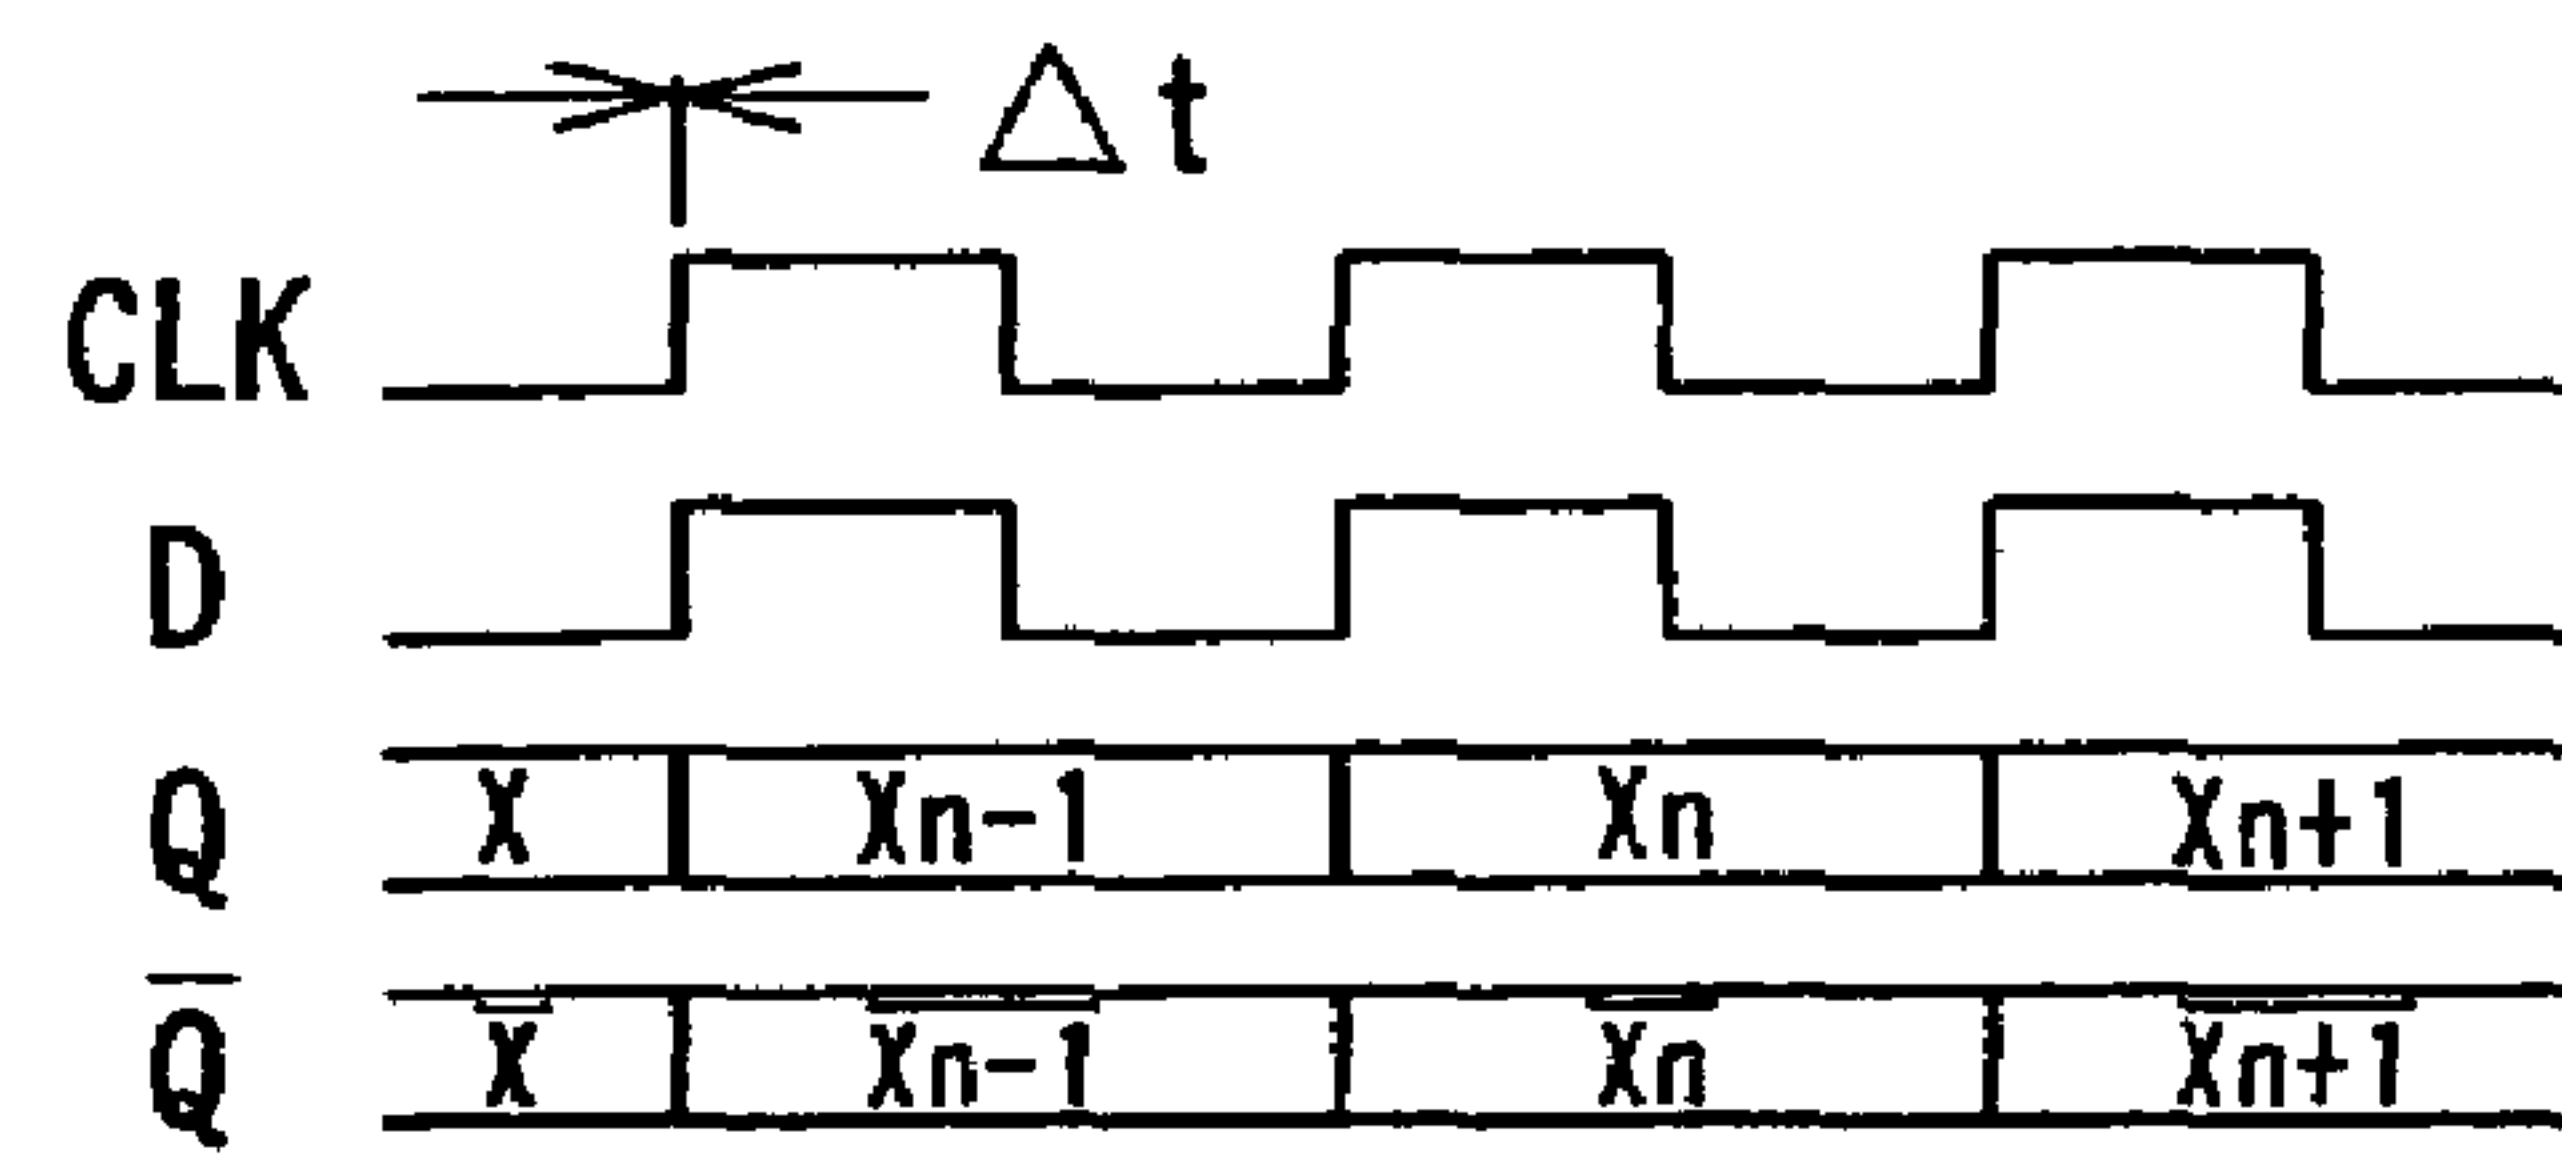 Δt
CLK
D
Q X Xn-1 Xn Xn+1
Q̅ X̅ X̅n̅-̅1̅ X̅n̅ X̅n̅+̅1̅